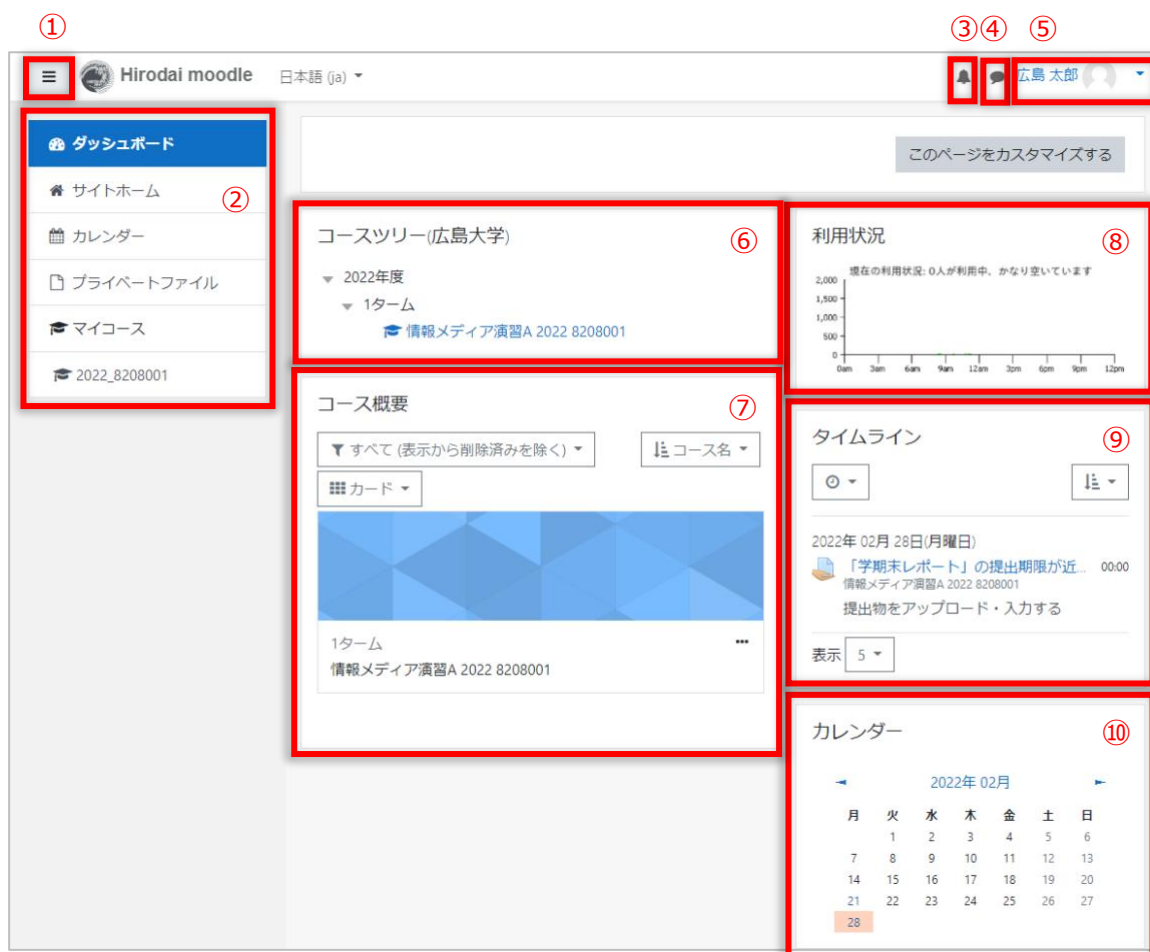 ①
③④ ⑤
Hirodai moodle 日本語 (ja) 広島 太郎
ダッシュボード
サイトホーム
②
カレンダー
プライベートファイル
マイコース
2022_8208001
このページをカスタマイズする
コースツリー(広島大学)
⑥
2022年度
1ターム
情報メディア演習A 2022 8208001
コース概要
⑦
すべて (表示から削除済みを除く) コース名
カード
1ターム
情報メディア演習A 2022 8208001
利用状況
⑧
現在の利用状況: 0人が利用中、かなり空いています
2,000
1,500
1,000
500
0
0am 3am 6am 9am 12am 3pm 6pm 9pm 12pm
タイムライン
⑨
2022年 02月 28日(月曜日)
「学期末レポート」の提出期限が近... 00:00
情報メディア演習A 2022 8208001
提出物をアップロード・入力する
表示 5
カレンダー
⑩
2022年 02月
月 火 水 木 金 土 日
1 2 3 4 5 6
7 8 9 10 11 12 13
14 15 16 17 18 19 20
21 22 23 24 25 26 27
28